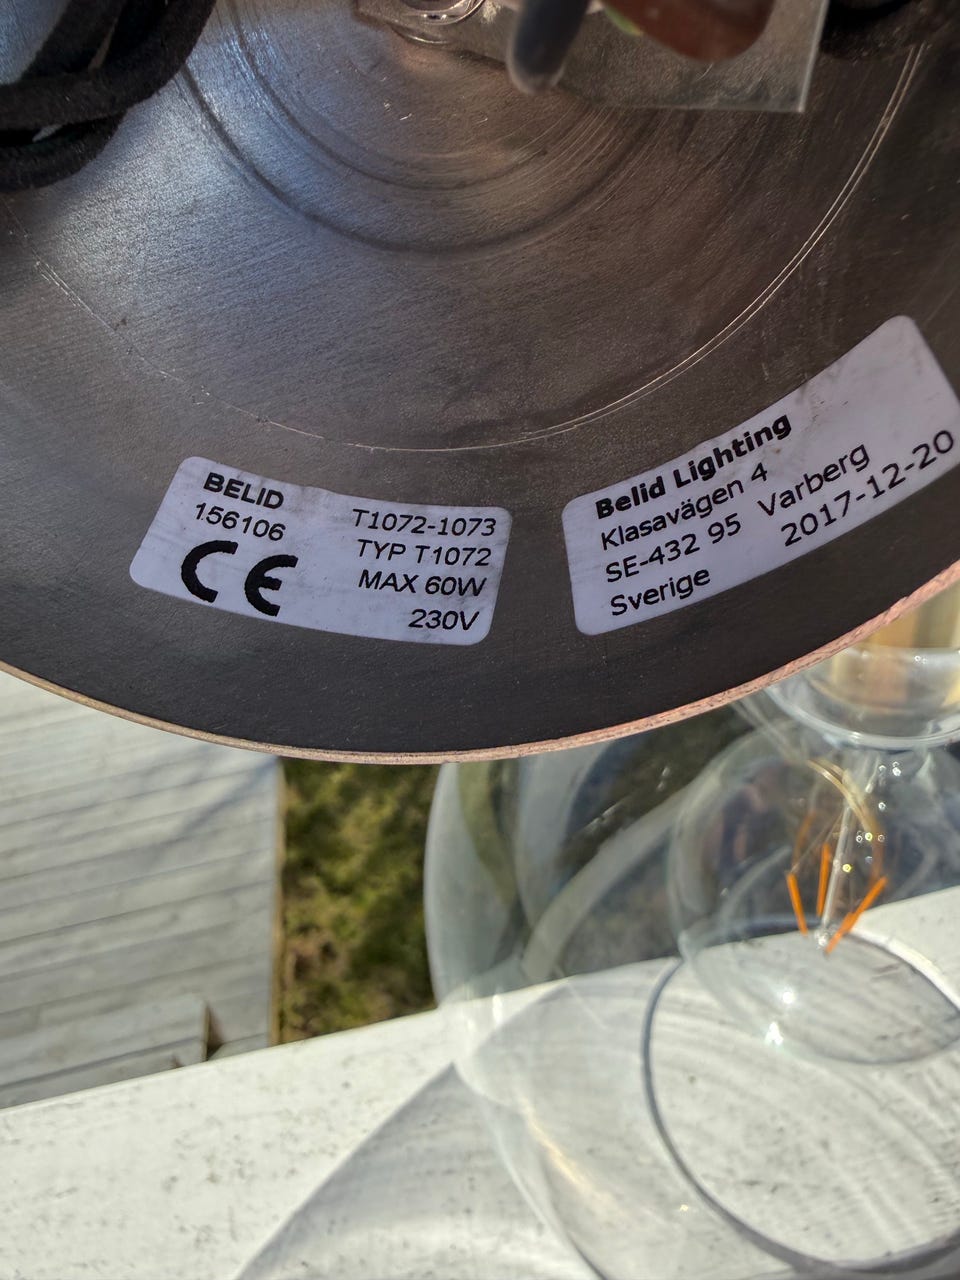 BELID
156106
CE
T1072-1073
TYP T1072
MAX 60W
230V
Belid Lighting
Klasavägen 4
SE-432 95 Varberg
Sverige
2017-12-20